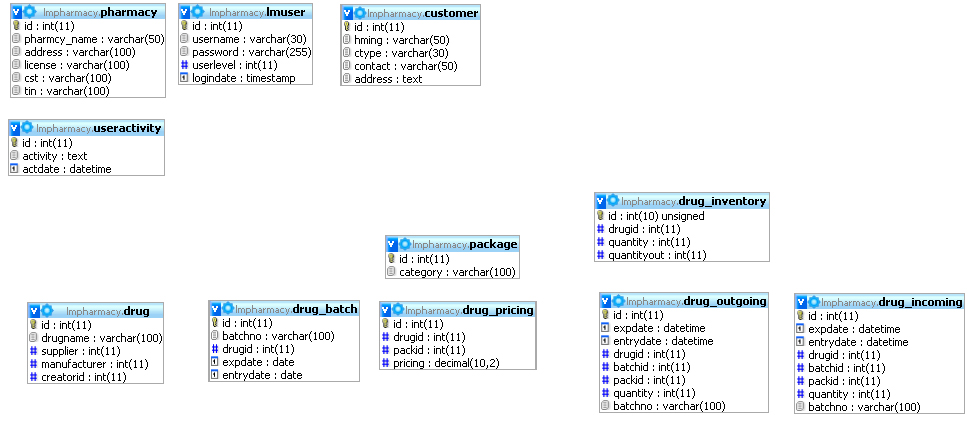 lmpharmacy.pharmacy
id : int(11)
pharmcy_name : varchar(50)
address : varchar(100)
license : varchar(100)
cst : varchar(100)
tin : varchar(100)
lmpharmacy.lmuser
id : int(11)
username : varchar(30)
password : varchar(255)
userlevel : int(11)
logindate : timestamp
lmpharmacy.customer
id : int(11)
hming : varchar(50)
ctype : varchar(30)
contact : varchar(50)
address : text
lmpharmacy.useractivity
id : int(11)
activity : text
actdate : datetime
lmpharmacy.drug_inventory
id : int(10) unsigned
drugid : int(11)
quantity : int(11)
quantityout : int(11)
lmpharmacy.package
id : int(11)
category : varchar(100)
lmpharmacy.drug
id : int(11)
drugname : varchar(100)
supplier : int(11)
manufacturer : int(11)
creatorid : int(11)
lmpharmacy.drug_batch
id : int(11)
batchno : varchar(100)
drugid : int(11)
expdate : date
entrydate : date
lmpharmacy.drug_pricing
id : int(11)
drugid : int(11)
packid : int(11)
pricing : decimal(10,2)
lmpharmacy.drug_outgoing
id : int(11)
expdate : datetime
entrydate : datetime
drugid : int(11)
batchid : int(11)
packid : int(11)
quantity : int(11)
batchno : varchar(100)
lmpharmacy.drug_incoming
id : int(11)
expdate : datetime
entrydate : datetime
drugid : int(11)
batchid : int(11)
packid : int(11)
quantity : int(11)
batchno : varchar(100)